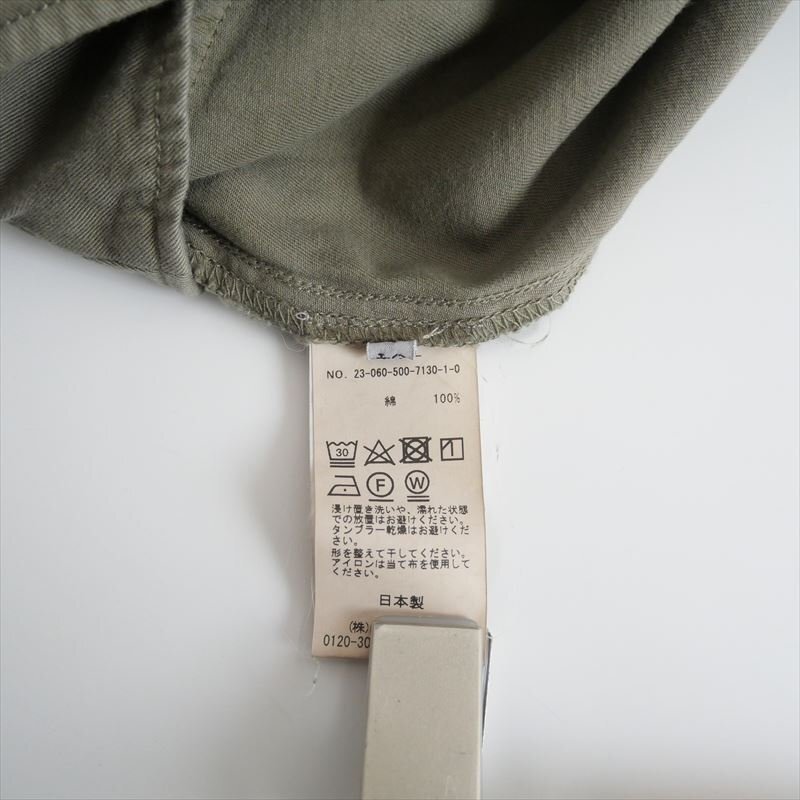 NO. 23-060-500-7130-1-0
綿 100%
30
F W
浸け置き洗いや、濡れた状態
での放置はお避けください。
タンブラー乾燥はお避けくだ
さい。
形を整えて干してください。
アイロンは当て布を使用して
ください。
日本製
(株)
0120-30